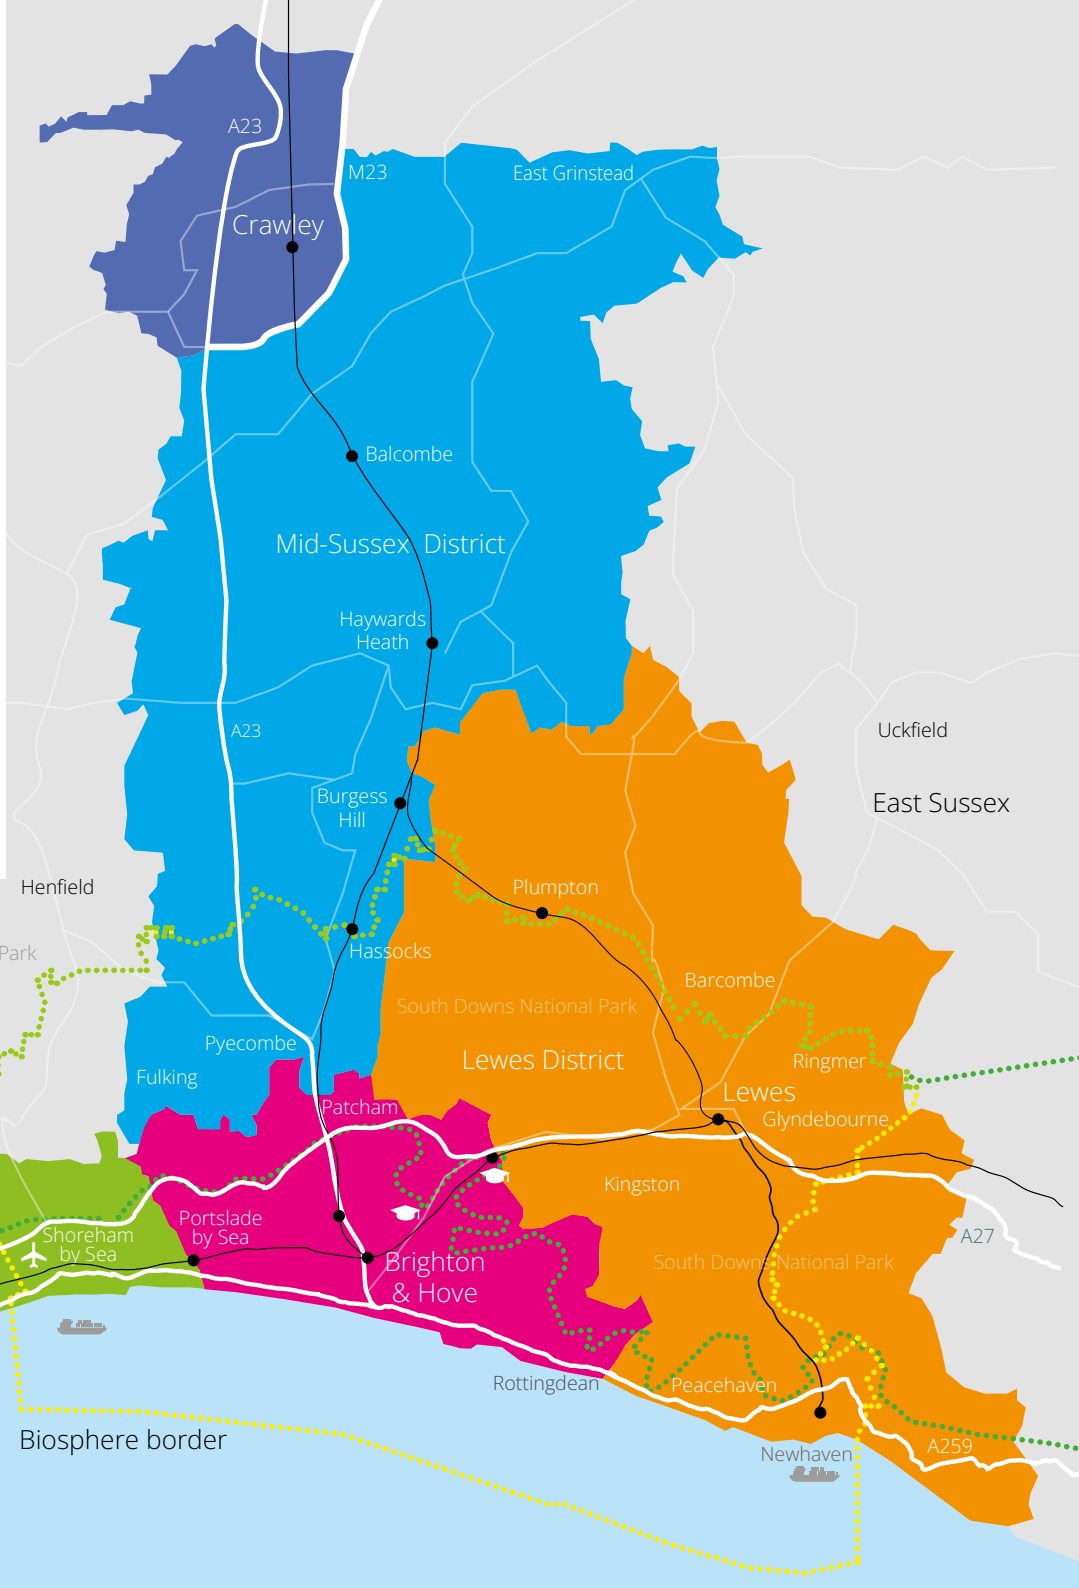 A23
M23
East Grinstead
Crawley
Balcombe
Mid-Sussex District
Haywards
Heath
A23
Uckfield
Burgess
Hill
East Sussex
Henfield
Plumpton
Park
Hassocks
Barcombe
South Downs National Park
Pyecombe
Lewes District
Ringmer
Fulking
Lewes
Patcham
Glyndebourne
Kingston
Portslade
by Sea
Shoreham
by Sea
A27
Brighton
& Hove
South Downs National Park
Rottingdean
Peacehaven
Biosphere border
Newhaven
A259